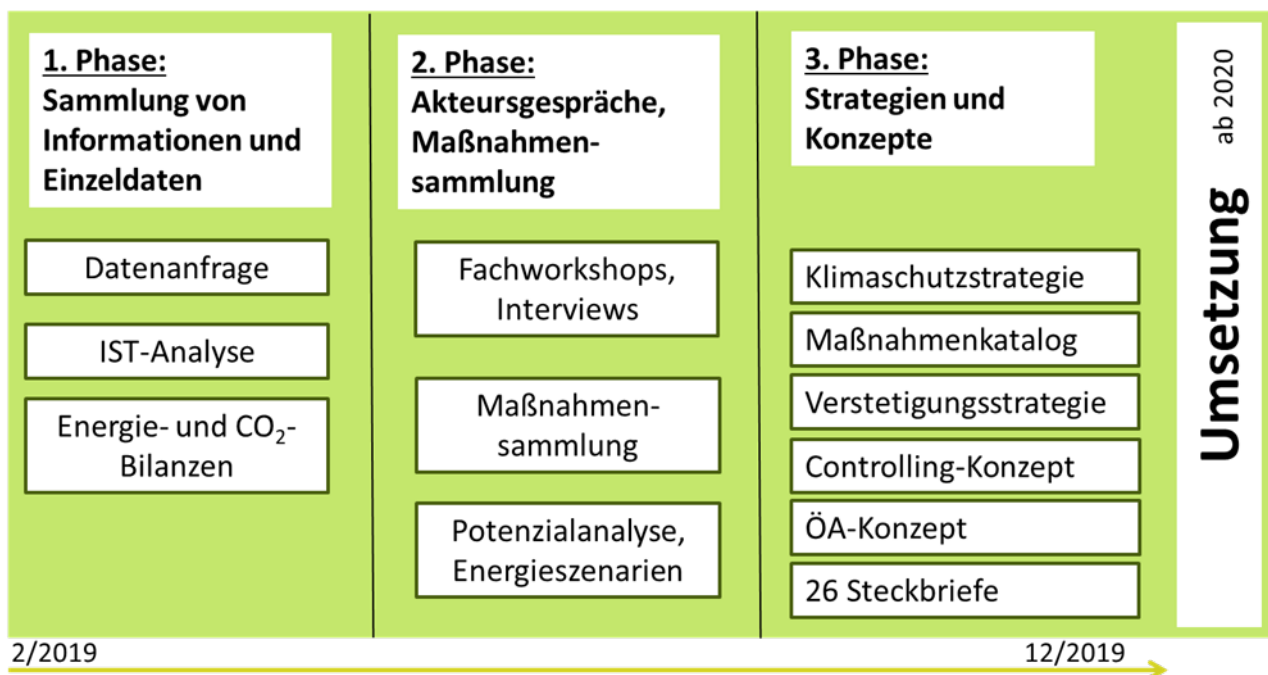 1. Phase:
Sammlung von
Informationen und
Einzeldaten
Datenanfrage
IST-Analyse
Energie- und CO₂-
Bilanzen
2. Phase:
Akteursgespräche,
Maßnahmen-
sammlung
Fachworkshops,
Interviews
Maßnahmen-
sammlung
Potenzialanalyse,
Energieszenarien
3. Phase:
Strategien und
Konzepte
Klimaschutzstrategie
Maßnahmenkatalog
Verstetigungsstrategie
Controlling-Konzept
ÖA-Konzept
26 Steckbriefe
Umsetzung ab 2020
2/2019
12/2019